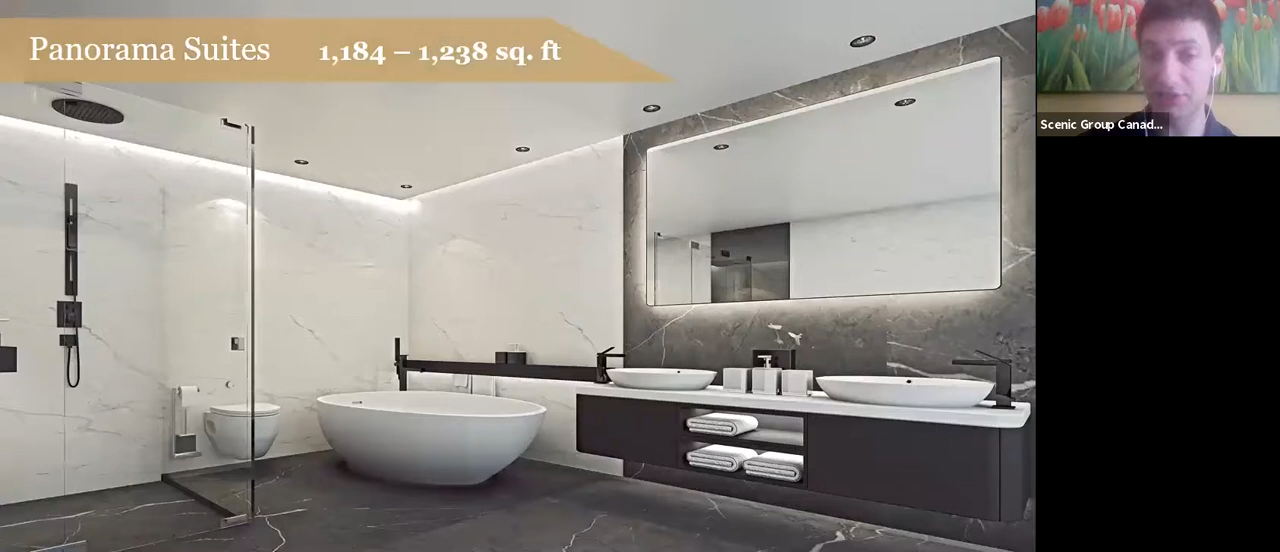 Panorama Suites 1,184 – 1,238 sq. ft
Scenic Group Canad...